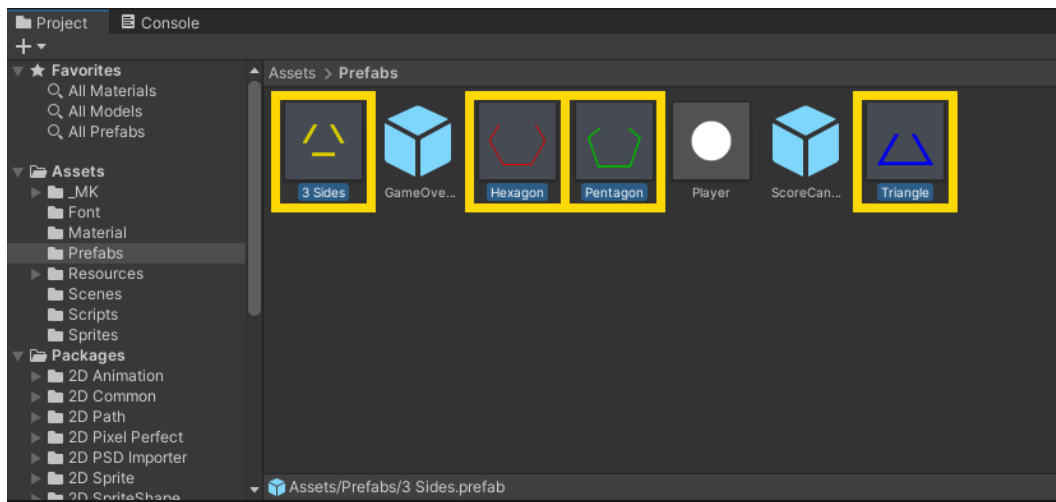 Project
Console
Favorites
All Materials
All Models
All Prefabs
Assets
_MK
Font
Material
Prefabs
Resources
Scenes
Scripts
Sprites
Packages
2D Animation
2D Common
2D Path
2D Pixel Perfect
2D PSD Importer
2D Sprite
2D SpriteShape
Assets > Prefabs
3 Sides
GameOve...
Hexagon
Pentagon
Player
ScoreCan...
Triangle
Assets/Prefabs/3 Sides.prefab